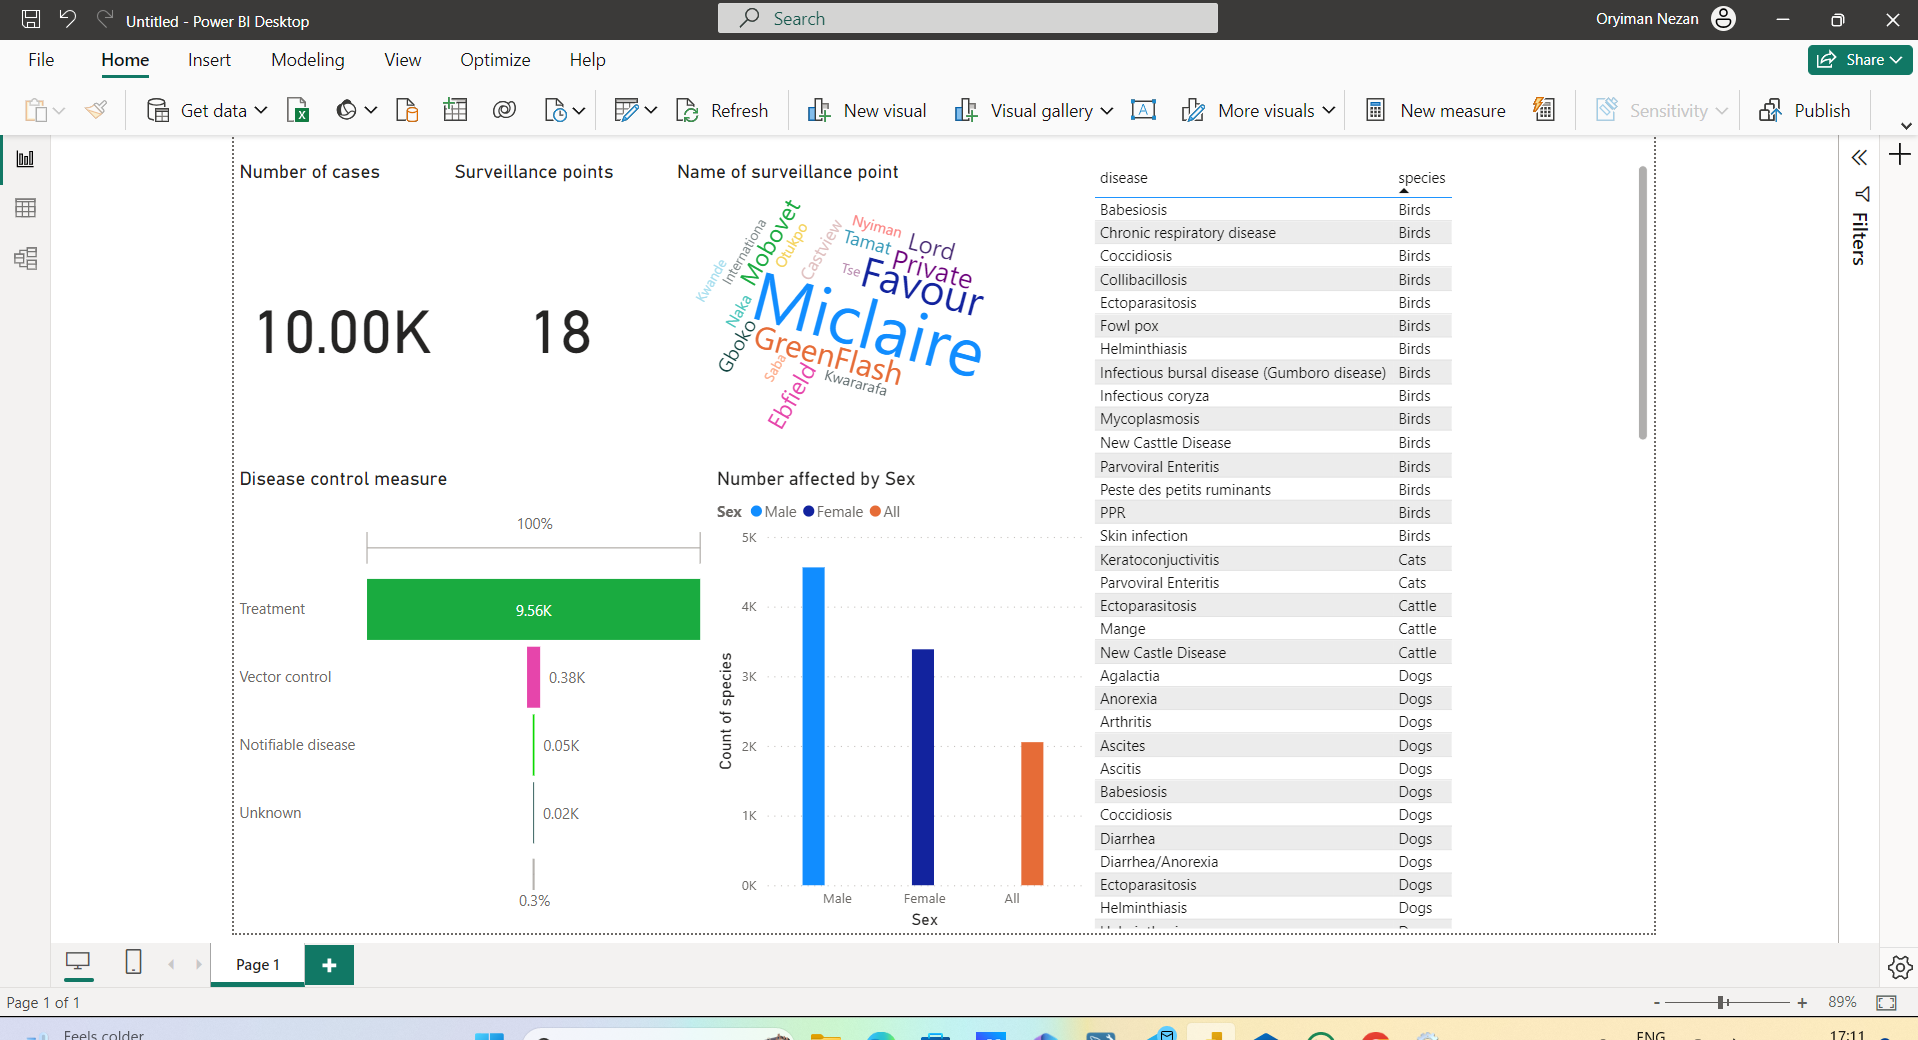 Untitled - Power BI Desktop
Search
Oryiman Nezan
File
Home
Insert
Modeling
View
Optimize
Help
Share
Get data
Refresh
New visual
Visual gallery
More visuals
New measure
Sensitivity
Publish
Number of cases
10.00K
Surveillance points
18
Name of surveillance point
Mobovet
Internationa
Kwande
Otukpo
Castview
Nyiman
Tamat
Lord
Tse
Private
Favour
Miclaire
Naka
Gboko
GreenFlash
Saba
Ebfield
Kwararafa
Disease control measure
100%
Treatment
9.56K
Vector control
0.38K
Notifiable disease
0.05K
Unknown
0.02K
0.3%
Number affected by Sex
Sex Male Female All
Count of species
5K
4K
3K
2K
1K
0K
Male Female All
Sex
disease species
Babesiosis Birds
Chronic respiratory disease Birds
Coccidiosis Birds
Collibacillosis Birds
Ectoparasitosis Birds
Fowl pox Birds
Helminthiasis Birds
Infectious bursal disease (Gumboro disease) Birds
Infectious coryza Birds
Mycoplasmosis Birds
New Casttle Disease Birds
Parvoviral Enteritis Birds
Peste des petits ruminants Birds
PPR Birds
Skin infection Birds
Keratoconjuctivitis Cats
Parvoviral Enteritis Cats
Ectoparasitosis Cattle
Mange Cattle
New Castle Disease Cattle
Agalactia Dogs
Anorexia Dogs
Arthritis Dogs
Ascites Dogs
Ascitis Dogs
Babesiosis Dogs
Coccidiosis Dogs
Diarrhea Dogs
Diarrhea/Anorexia Dogs
Ectoparasitosis Dogs
Helminthiasis Dogs
Filters
Page 1
Page 1 of 1
- + 89%
Feels colder
ENG
17:11